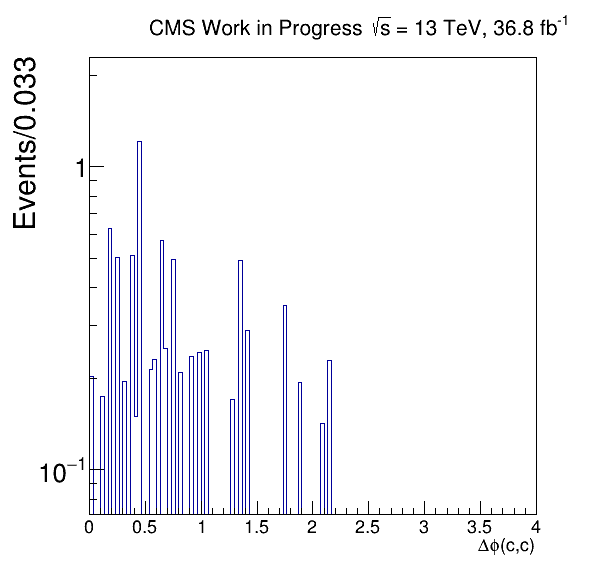 CMS Work in Progress √s = 13 TeV, 36.8 fb⁻¹
Events/0.033
1
10⁻¹
0 0.5 1 1.5 2 2.5 3 3.5 4
Δϕ(c,c)